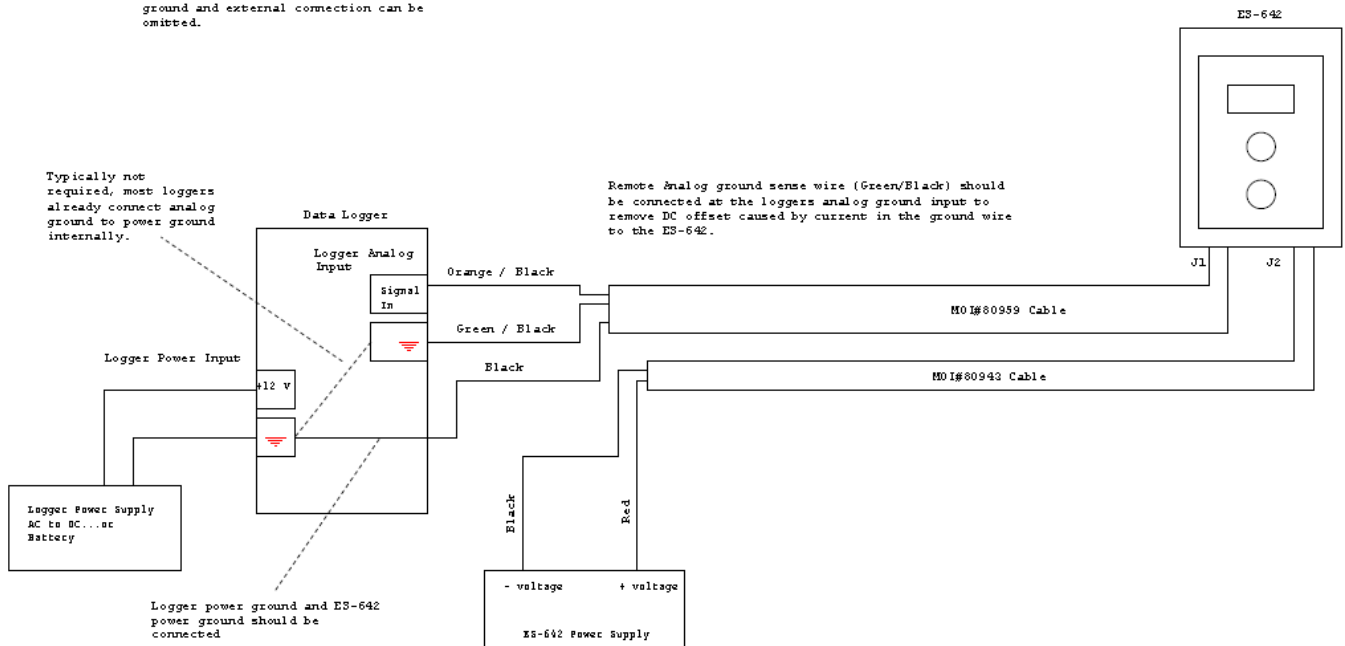 ground and external connection can be
omitted.
ES-642
Typically not
required, most loggers
already connect analog
ground to power ground
internally.
Remote Analog ground sense wire (Green/Black) should
be connected at the loggers analog ground input to
remove DC offset caused by current in the ground wire
to the ES-642.
Data Logger
Logger Analog
Input
J1
J2
Orange / Black
Signal
In
MOI#80959 Cable
Green / Black
Logger Power Input
Black
+12 V
MOI#80943 Cable
Black
Red
Logger Power Supply
AC to DC...or
Battery
- voltage
+ voltage
Logger power ground and ES-642
power ground should be
connected
ES-642 Power Supply